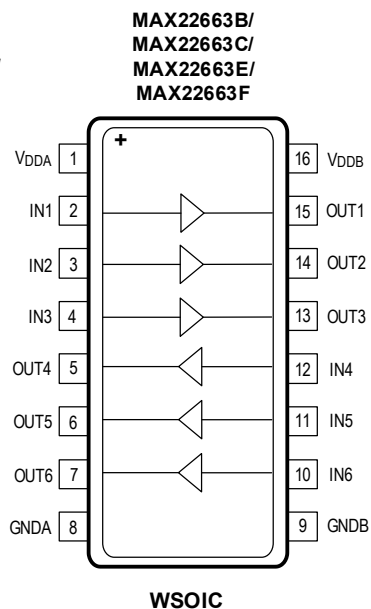 MAX22663B/
MAX22663C/
MAX22663E/
MAX22663F
+
VDDA 1 16 VDDB
IN1 2 15 OUT1
IN2 3 14 OUT2
IN3 4 13 OUT3
OUT4 5 12 IN4
OUT5 6 11 IN5
OUT6 7 10 IN6
GNDA 8 9 GNDB
WSOIC